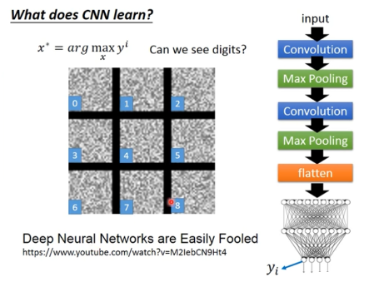 What does CNN learn?
x* = arg max y^i
x
Can we see digits?
0
1
2
3
4
5
6
7
8
Deep Neural Networks are Easily Fooled
https://www.youtube.com/watch?v=M2IebCN9Ht4
input
Convolution
Max Pooling
Convolution
Max Pooling
flatten
y_i